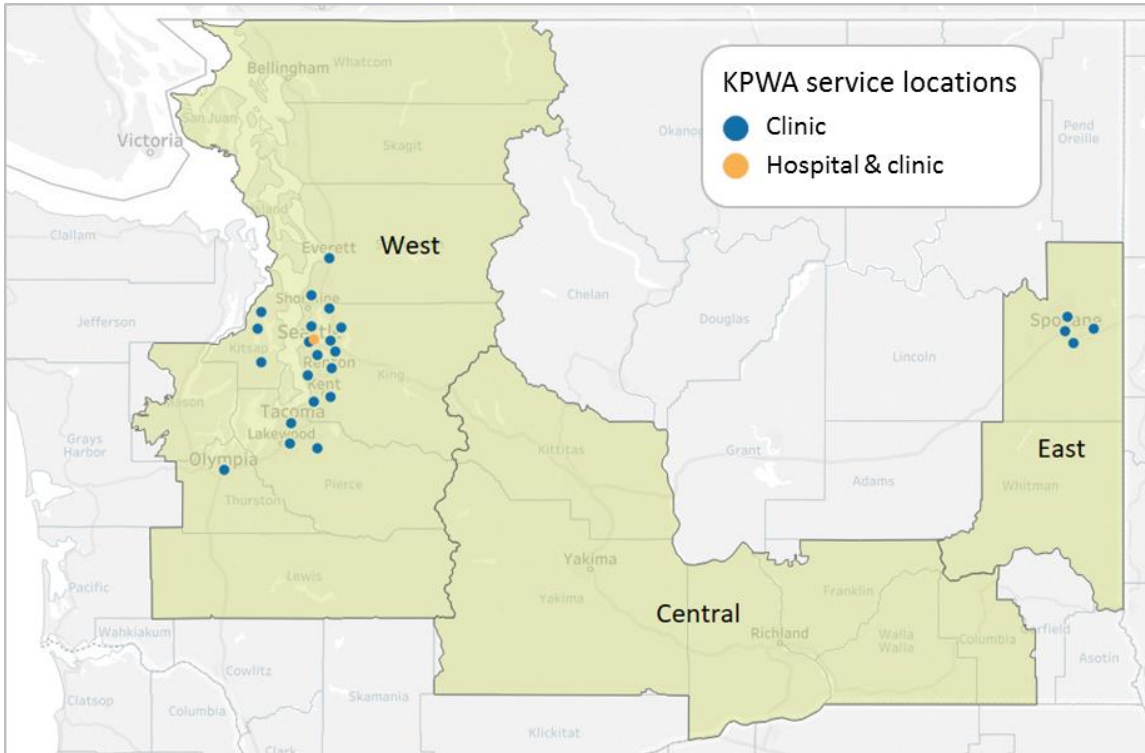 KPWA service locations
Clinic
Hospital & clinic
Bellingham
Whatcom
San Juan
Victoria
Skagit
Okanog
Pend
Oreille
Island
Clallam
Everett
West
Chelan
Douglas
Jefferson
Seattle
Spokane
Lincoln
Kitsap
Renton
King
Kent
Mason
Tacoma
Grays
Harbor
Lakewood
Kittitas
Grant
East
Olympia
Adams
Whitman
Thurston
Pierce
Yakima
Lewis
Franklin
Pacific
Yakima
Central
Richland
Walla
Walla
Columbia
Garfield
Wahkiakum
Cowlitz
Asotin
Skamania
Clatsop
Columbia
Klickitat
Clark